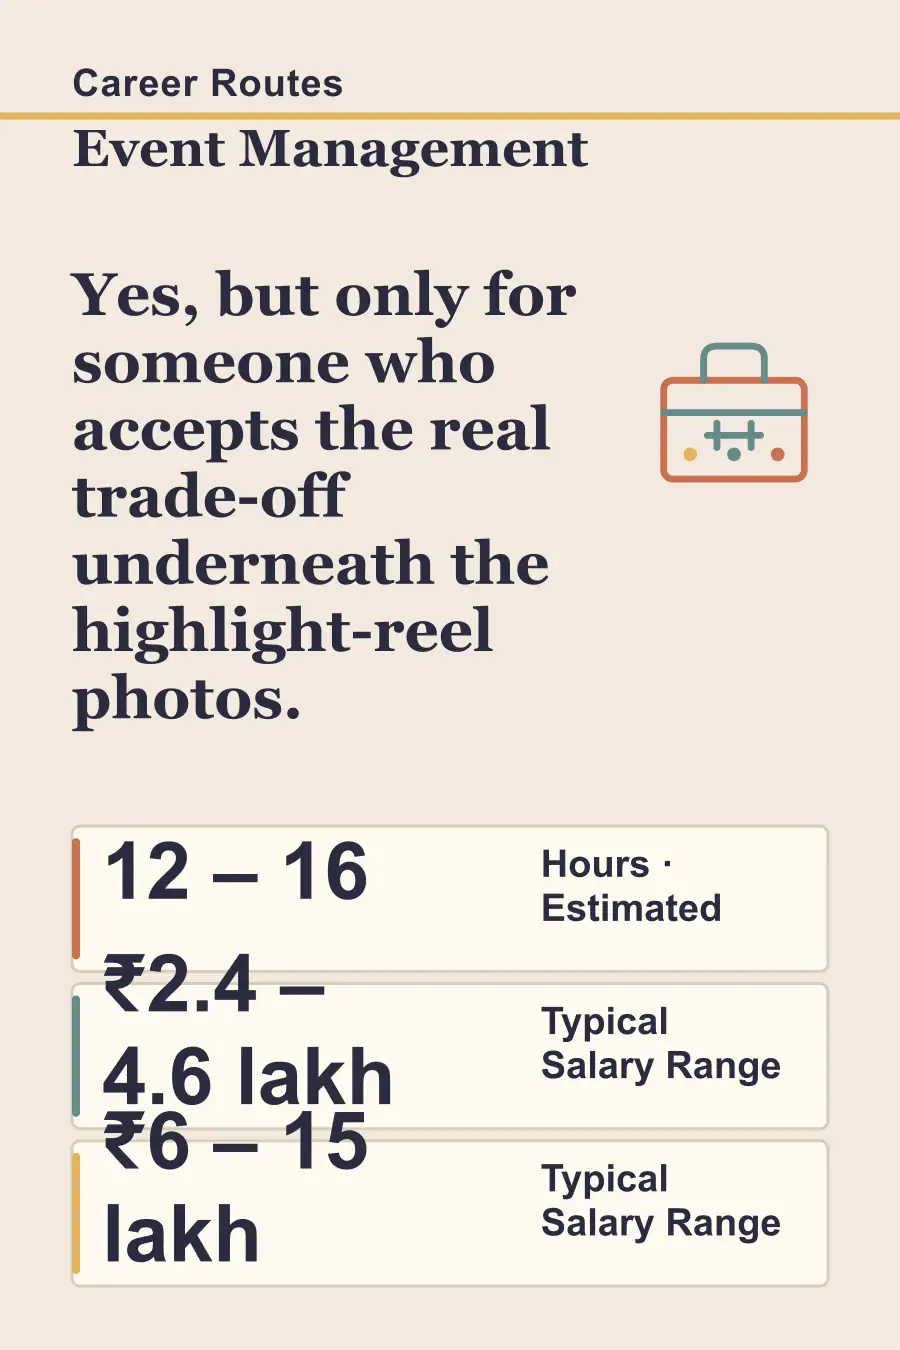 Career Routes
Event Management
Yes, but only for
someone who
accepts the real
trade-off
underneath the
highlight-reel
photos.
12 – 16
Hours ·
Estimated
₹2.4 –
4.6 lakh
Typical
Salary Range
₹6 – 15
lakh
Typical
Salary Range